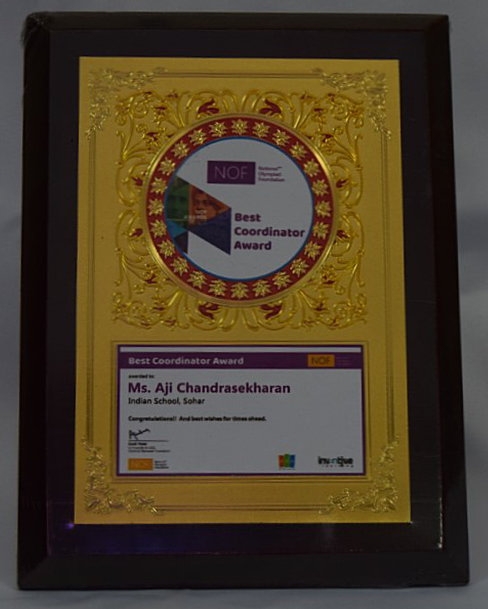 NOF
National
Olympiad
Foundation
Best
Coordinator
Award
Best Coordinator Award
NOF
awarded to
Ms. Aji Chandrasekharan
Indian School, Sohar
Congratulations!! And best wishes for times ahead.
NOF
inventive